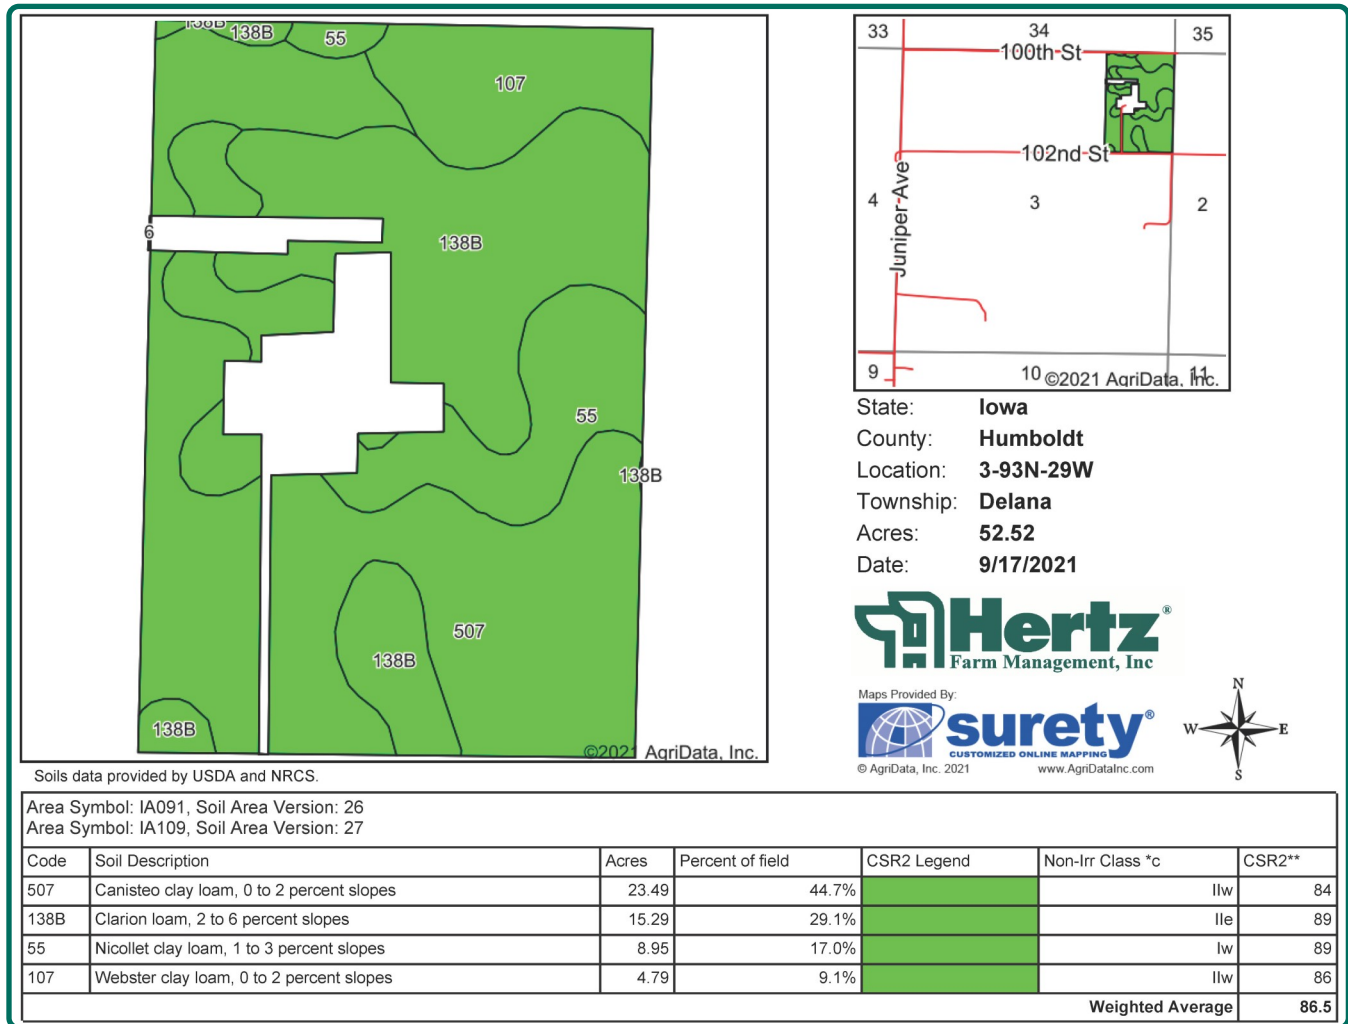 138B
138B
55
107
6
138B
55
138B
507
138B
138B
©2021 AgriData, Inc.
33
34
35
100th St
102nd St
Juniper Ave
4
3
2
9
10
11
©2021 AgriData, Inc.
State: Iowa
County: Humboldt
Location: 3-93N-29W
Township: Delana
Acres: 52.52
Date: 9/17/2021
Hertz®
Farm Management, Inc
Maps Provided By:
surety®
CUSTOMIZED ONLINE MAPPING
© AgriData, Inc. 2021 www.AgriDataInc.com
N
W E
S
Soils data provided by USDA and NRCS.
Area Symbol: IA091, Soil Area Version: 26
Area Symbol: IA109, Soil Area Version: 27
Code Soil Description Acres Percent of field CSR2 Legend Non-Irr Class *c CSR2**
507 Canisteo clay loam, 0 to 2 percent slopes 23.49 44.7% IIw 84
138B Clarion loam, 2 to 6 percent slopes 15.29 29.1% IIe 89
55 Nicollet clay loam, 1 to 3 percent slopes 8.95 17.0% Iw 89
107 Webster clay loam, 0 to 2 percent slopes 4.79 9.1% IIw 86
Weighted Average 86.5